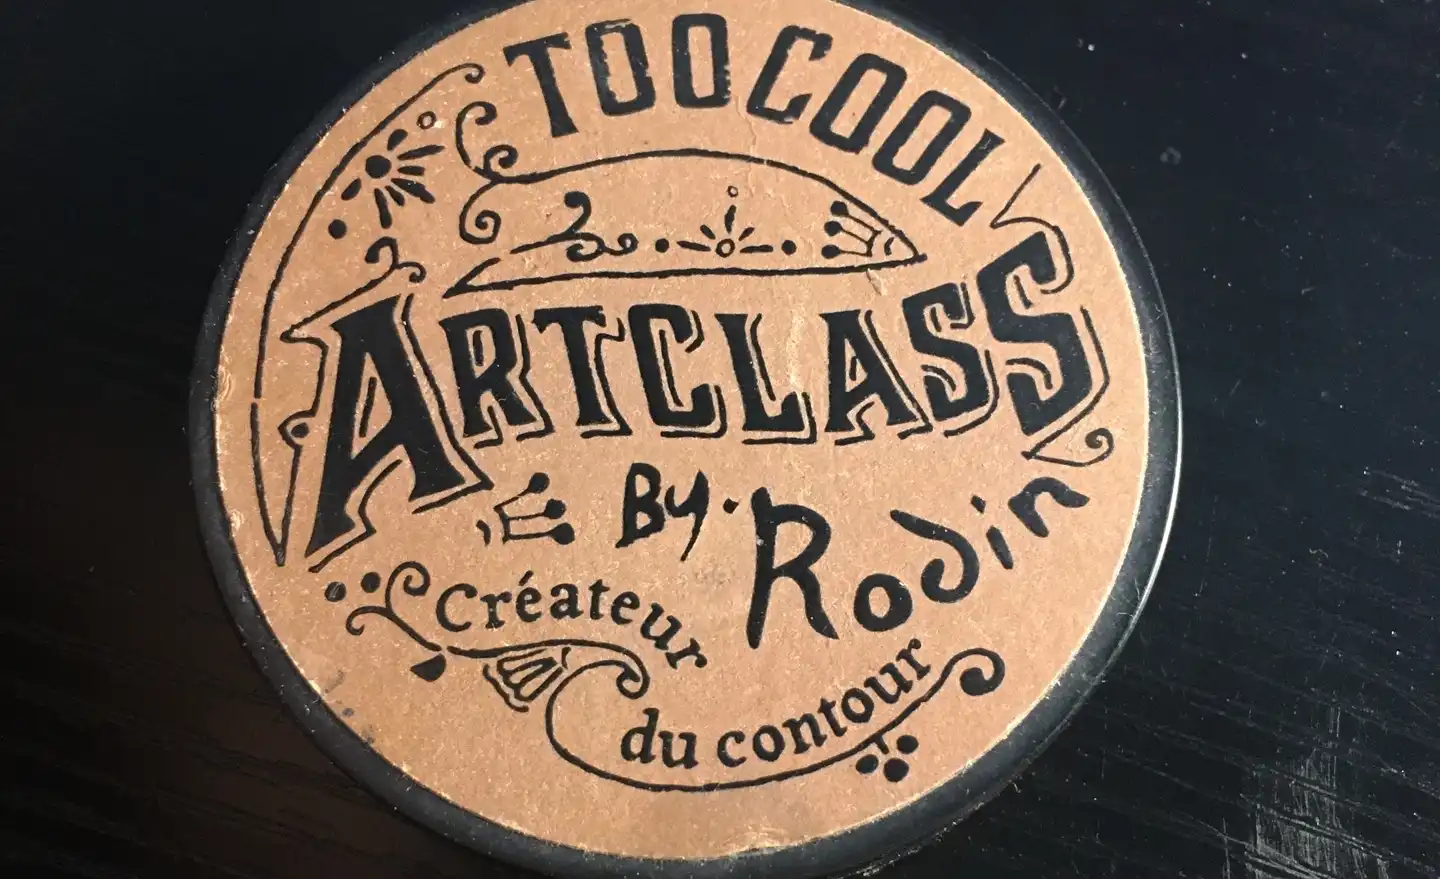 TOO COOL
ARTCLASS
By. Rodin
Créateur
du contour